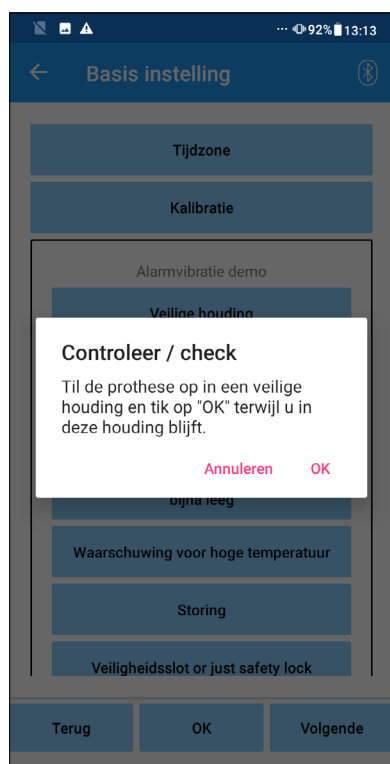 ··· 92% 13:13
Basis instelling
Tijdzone
Kalibratie
Alarmvibratie demo
Veilige houding
Controleer / check
Til de prothese op in een veilige
houding en tik op "OK" terwijl u in
deze houding blijft.
Annuleren OK
bijna leeg
Waarschuwing voor hoge temperatuur
Storing
Veiligheidsslot or just safety lock
Terug OK Volgende